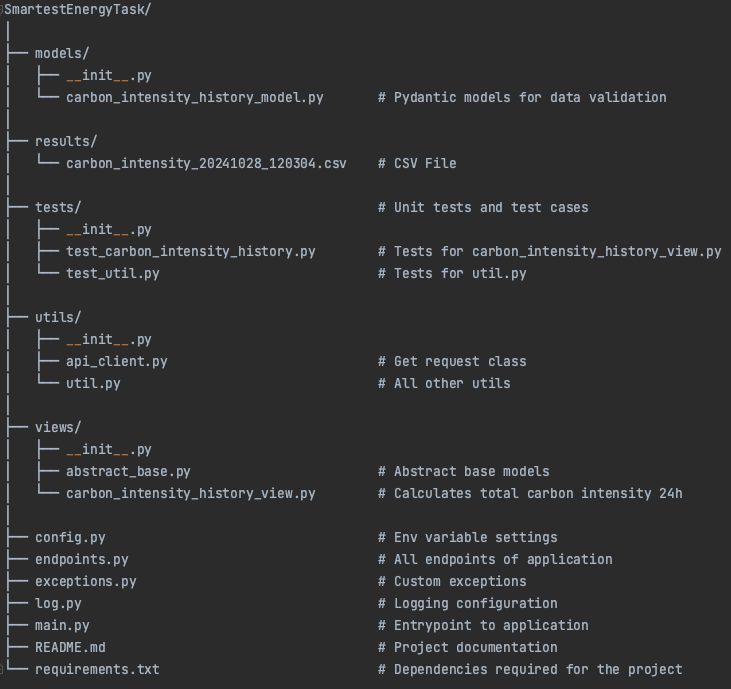 SmartestEnergyTask/
│
├── models/
│   ├── __init__.py
│   └── carbon_intensity_history_model.py       # Pydantic models for data validation
│
├── results/
│   └── carbon_intensity_20241028_120304.csv    # CSV File
│
├── tests/                                      # Unit tests and test cases
│   ├── __init__.py
│   ├── test_carbon_intensity_history.py        # Tests for carbon_intensity_history_view.py
│   └── test_util.py                            # Tests for util.py
│
├── utils/
│   ├── __init__.py
│   ├── api_client.py                           # Get request class
│   └── util.py                                 # All other utils
│
├── views/
│   ├── __init__.py
│   ├── abstract_base.py                        # Abstract base models
│   └── carbon_intensity_history_view.py        # Calculates total carbon intensity 24h
│
├── config.py                                   # Env variable settings
├── endpoints.py                                # All endpoints of application
├── exceptions.py                               # Custom exceptions
├── log.py                                      # Logging configuration
├── main.py                                     # Entrypoint to application
├── README.md                                   # Project documentation
└── requirements.txt                            # Dependencies required for the project